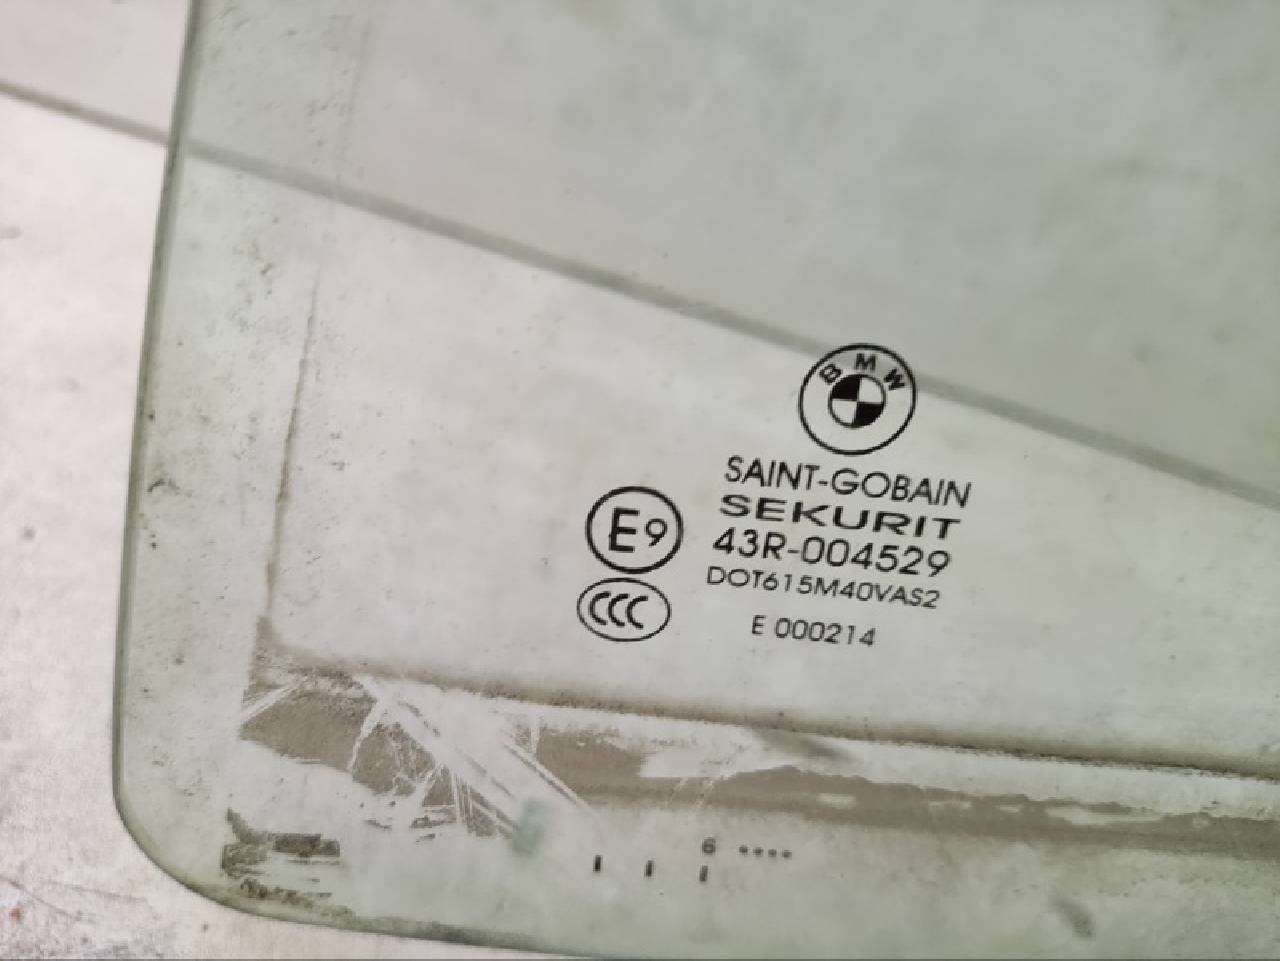 BMW
SAINT-GOBAIN
SEKURIT
E9
43R-004529
DOT615M40VAS2
CCC
E 000214
6 ••••